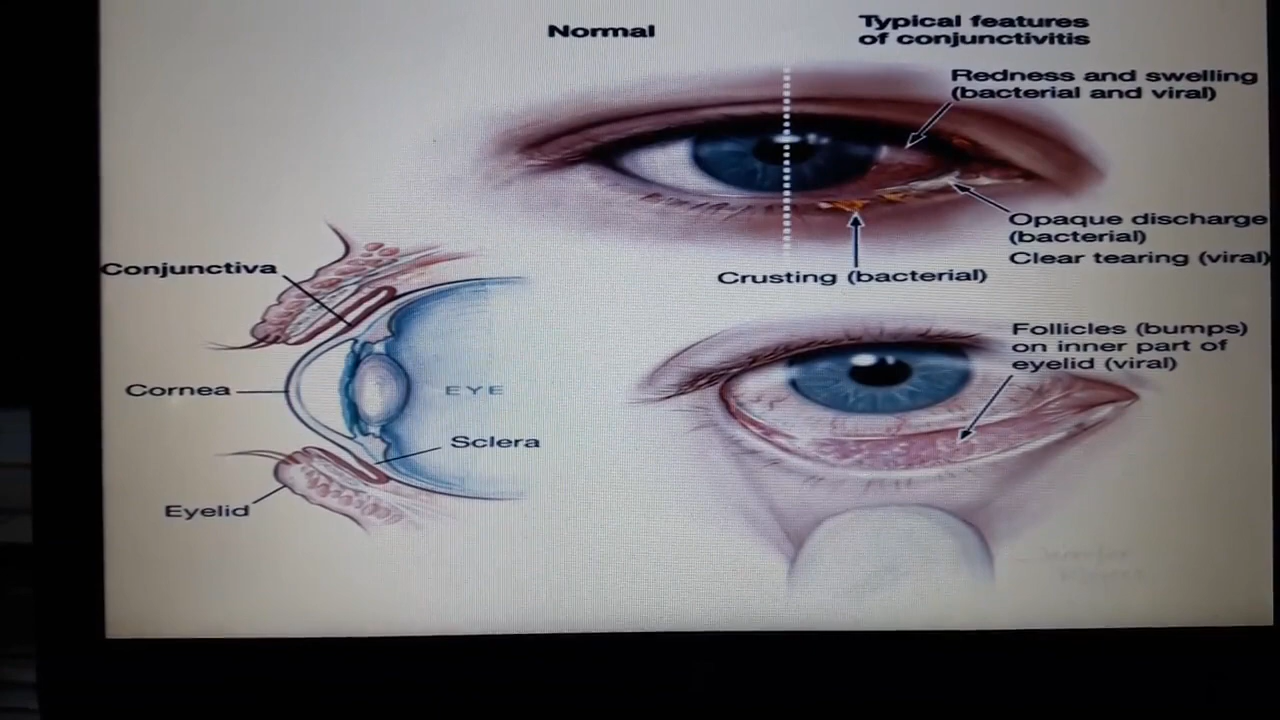 Normal
Typical features
of conjunctivitis
Redness and swelling
(bacterial and viral)
Opaque discharge
(bacterial)
Clear tearing (viral)
Crusting (bacterial)
Conjunctiva
Cornea
EYE
Sclera
Eyelid
Follicles (bumps)
on inner part of
eyelid (viral)